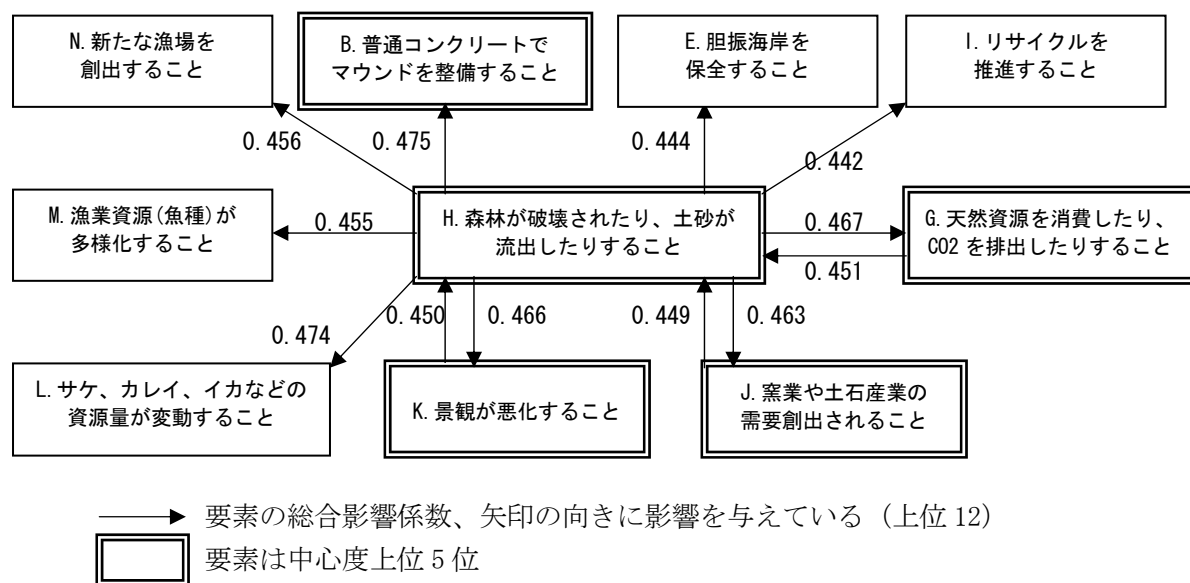 N. 新たな漁場を
創出すること
B. 普通コンクリートで
マウンドを整備すること
E. 胆振海岸を
保全すること
I. リサイクルを
推進すること
0.456
0.475
0.444
0.442
M. 漁業資源(魚種)が
多様化すること
0.455
H. 森林が破壊されたり、土砂が
流出したりすること
0.467
0.451
G. 天然資源を消費したり、
CO2 を排出したりすること
0.474
0.450
0.466
0.449
0.463
L. サケ、カレイ、イカなどの
資源量が変動すること
K. 景観が悪化すること
J. 窯業や土石産業の
需要創出されること
要素の総合影響係数、矢印の向きに影響を与えている（上位 12）
要素は中心度上位 5 位